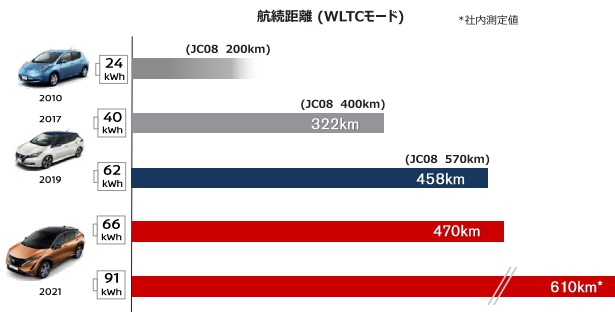 航続距離 (WLTCモード)
*社内測定値
(JC08 200km)
24
kWh
2010
(JC08 400km)
2017
40
kWh
322km
(JC08 570km)
62
kWh
458km
2019
66
kWh
470km
91
kWh
610km*
2021